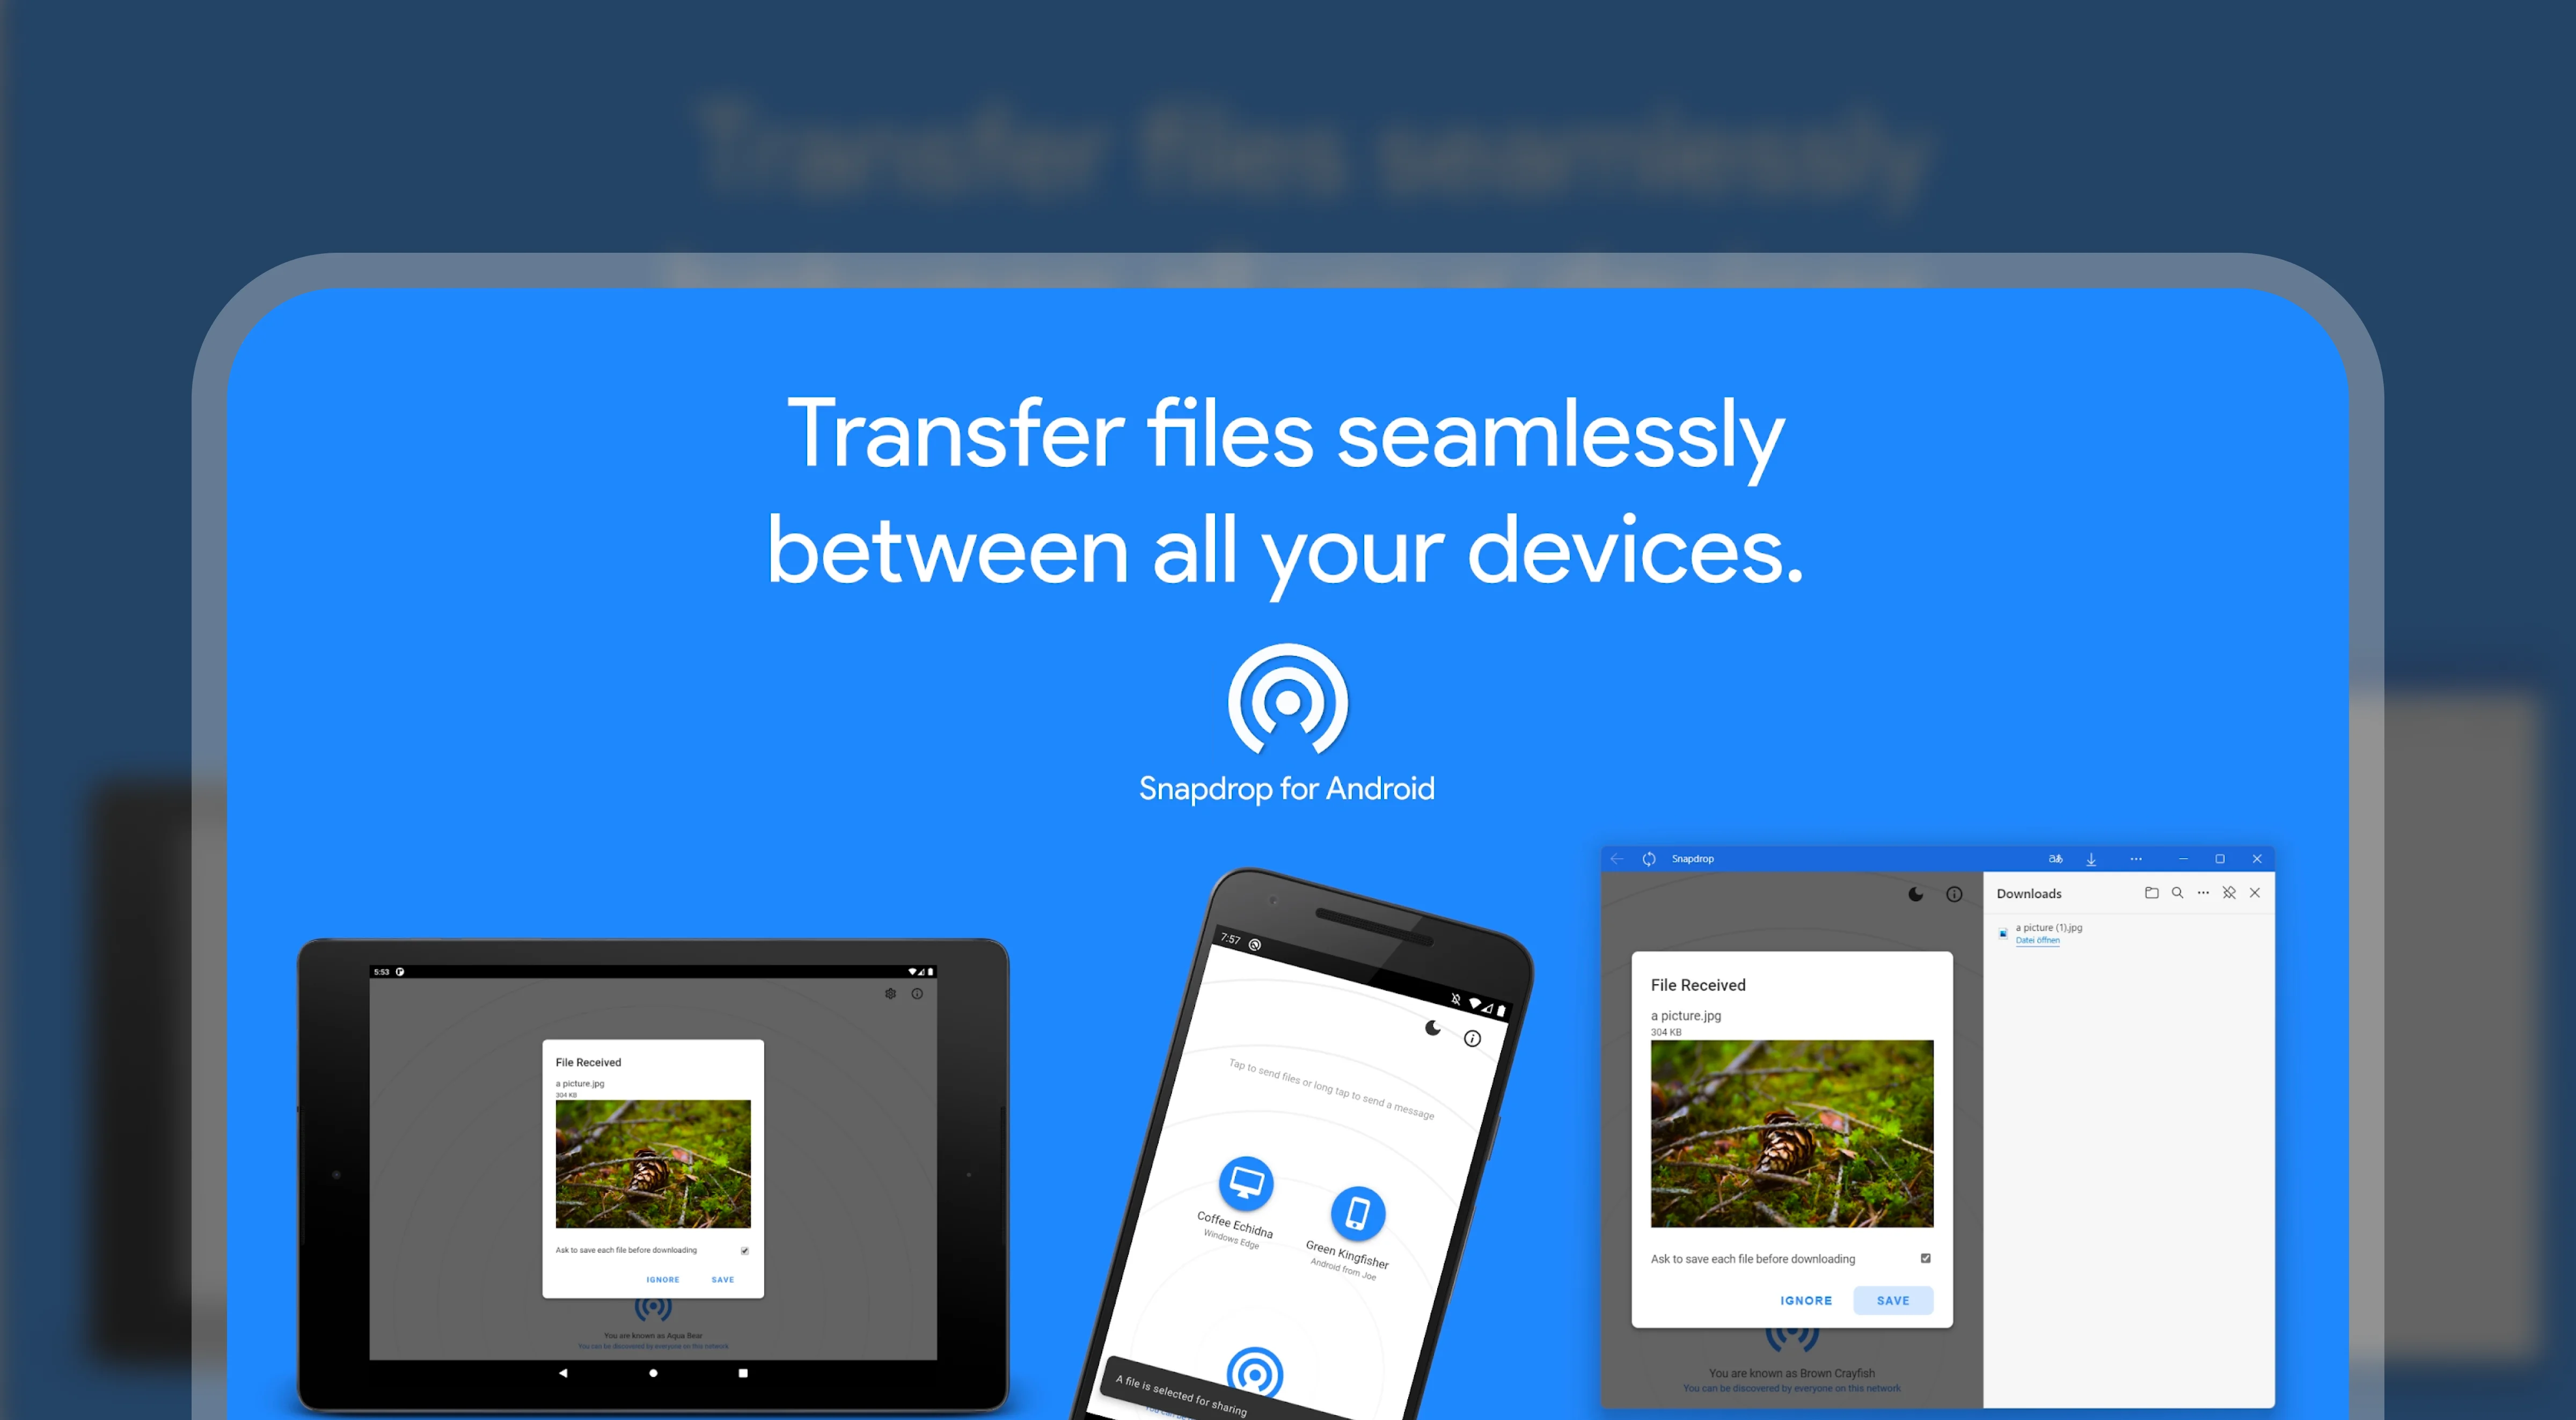 Transfer files seamlessly
Transfer files seamlessly
between all your devices.
Snapdrop for Android
5:53
File Received
a picture.jpg
304 KB
Ask to save each file before downloading
IGNORE SAVE
You are known as Aqua Bear
You can be discovered by everyone on this network
7:57
Tap to send files or long tap to send a message
Coffee Echidna
Windows Edge
Green Kingfisher
Android from Joe
A file is selected for sharing
Snapdrop
aあ
Downloads
a picture (1).jpg
Datei öffnen
File Received
a picture.jpg
304 KB
Ask to save each file before downloading
IGNORE SAVE
You are known as Brown Crayfish
You can be discovered by everyone on this network